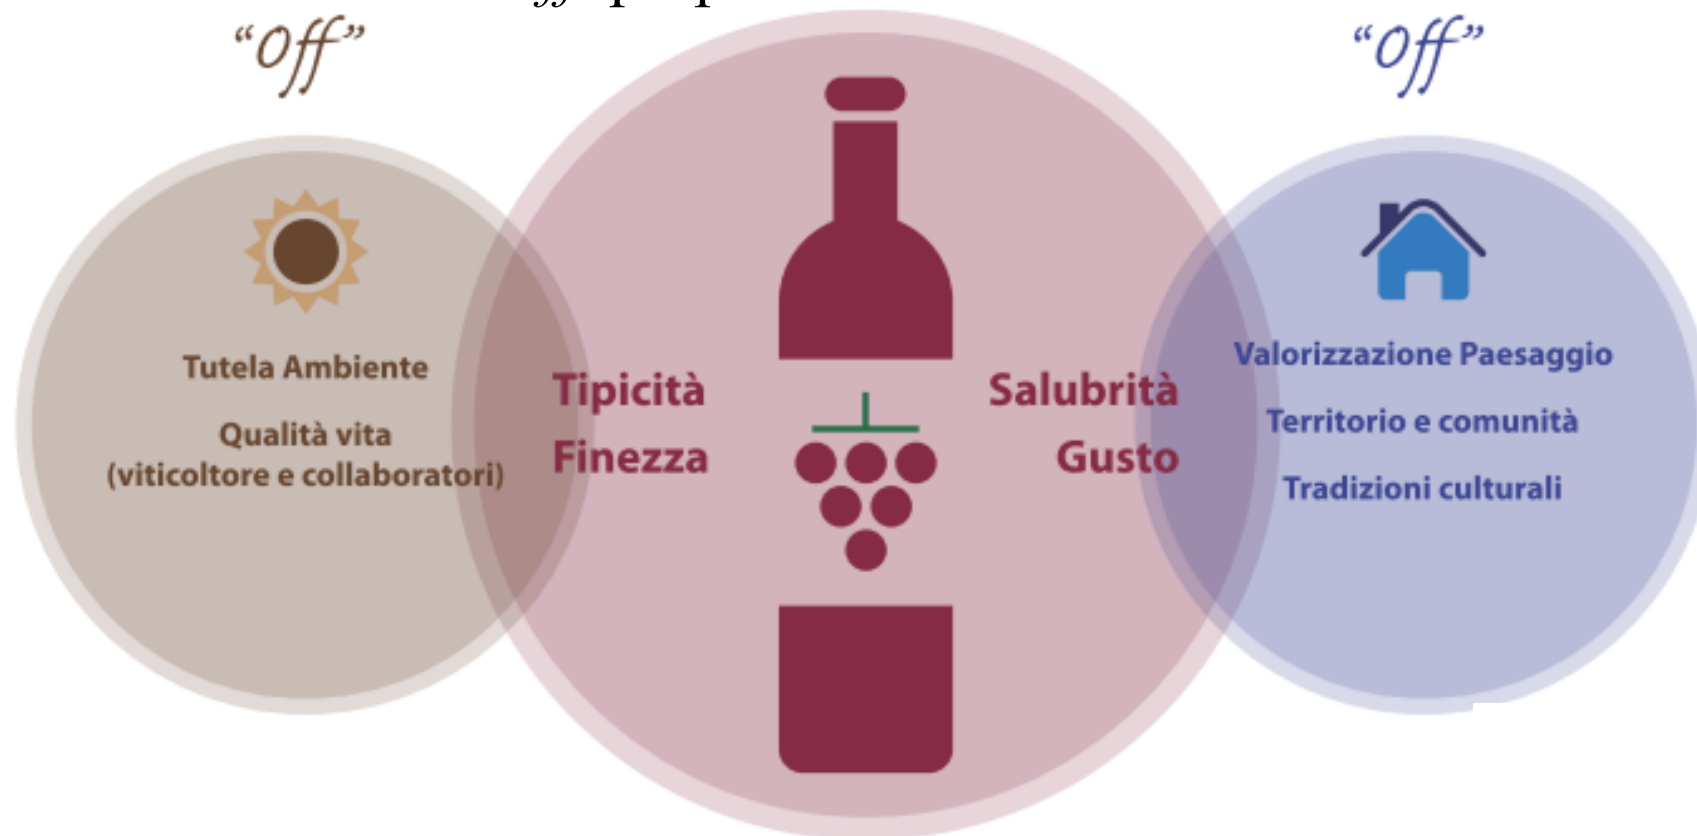 “Off”
“Off”
Tutela Ambiente
Qualità vita
(viticoltore e collaboratori)
Tipicità
Finezza
Salubrità
Gusto
Valorizzazione Paesaggio
Territorio e comunità
Tradizioni culturali